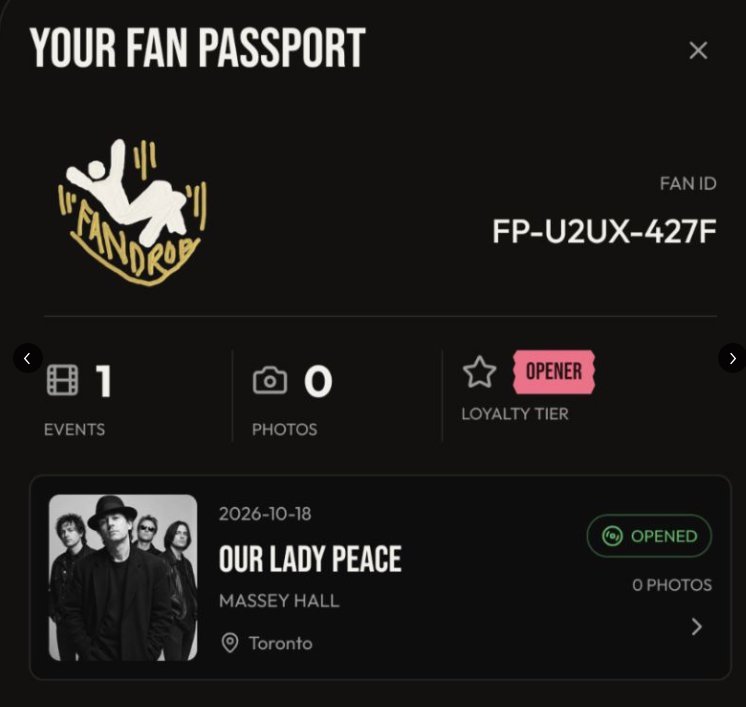 YOUR FAN PASSPORT
FANDROP
FAN ID
FP-U2UX-427F
1
EVENTS
0
PHOTOS
OPENER
LOYALTY TIER
2026-10-18
OUR LADY PEACE
MASSEY HALL
Toronto
OPENED
0 PHOTOS